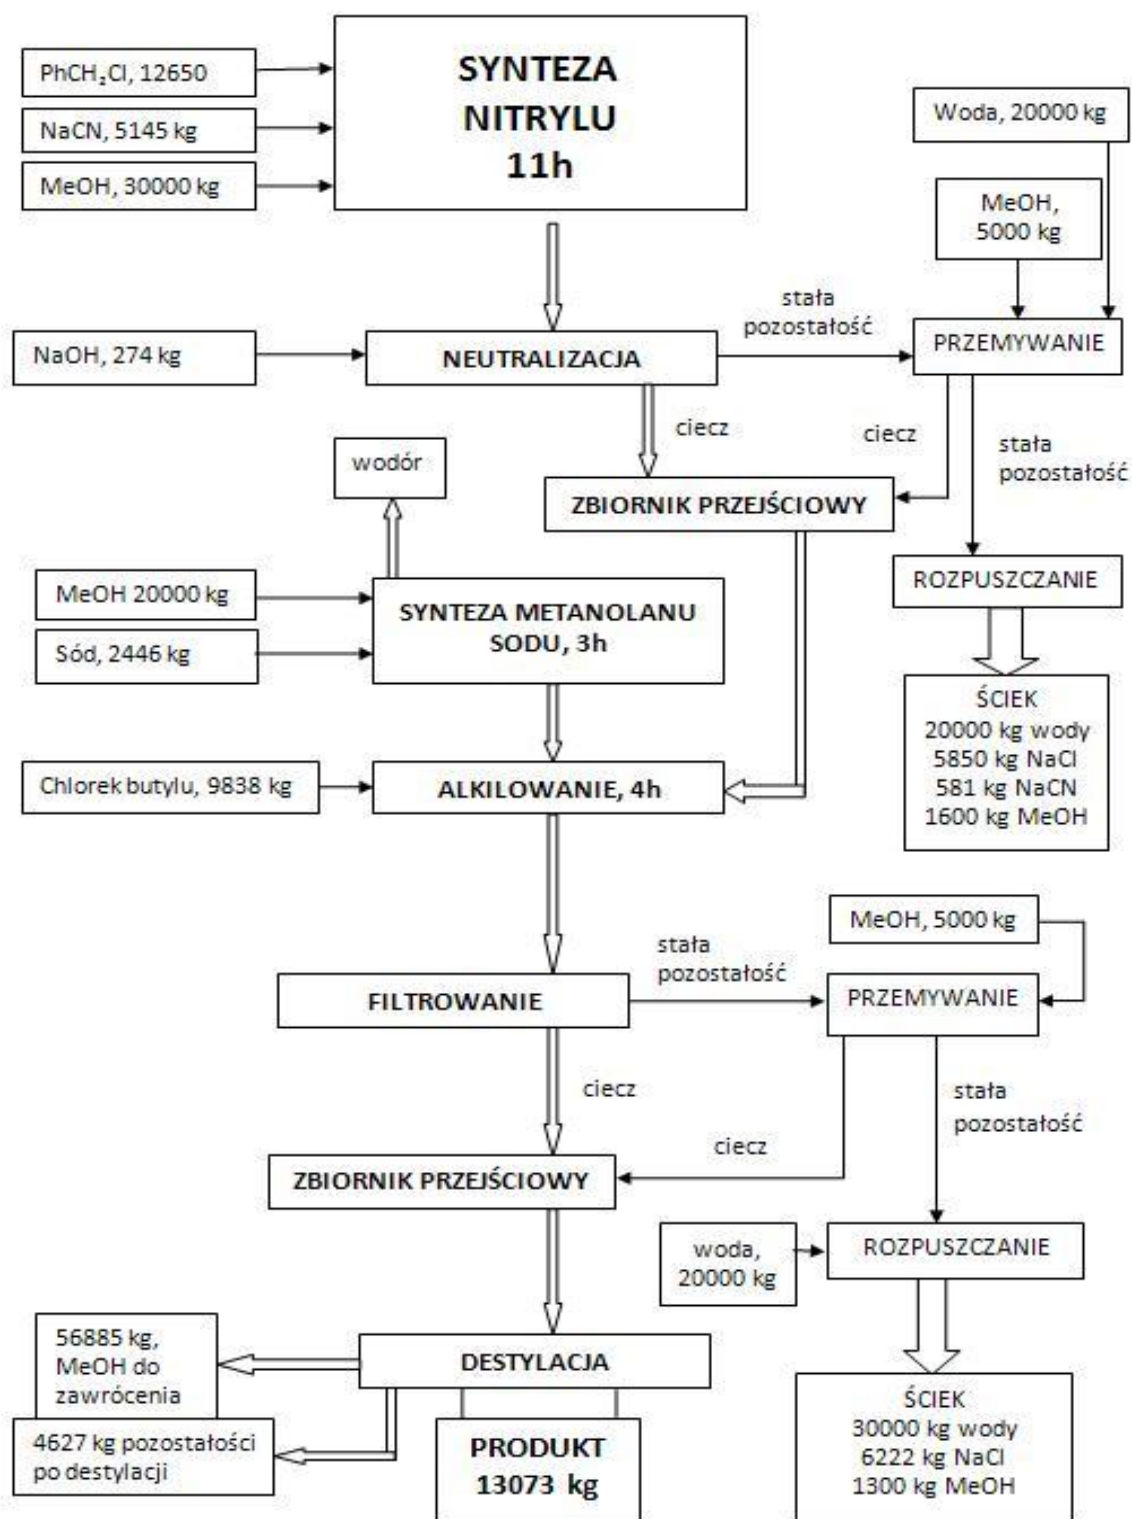 PhCH₂Cl, 12650
NaCN, 5145 kg
MeOH, 30000 kg
SYNTEZA
NITRYLU
11h
Woda, 20000 kg
MeOH,
5000 kg
NaOH, 274 kg
NEUTRALIZACJA
stała
pozostałość
PRZEMYWANIE
ciecz
ciecz
stała
pozostałość
wodór
ZBIORNIK PRZEJŚCIOWY
MeOH 20000 kg
Sód, 2446 kg
SYNTEZA METANOLANU
SODU, 3h
ROZPUSZCZANIE
ŚCIEK
20000 kg wody
5850 kg NaCl
581 kg NaCN
1600 kg MeOH
Chlorek butylu, 9838 kg
ALKILOWANIE, 4h
MeOH, 5000 kg
stała
pozostałość
FILTROWANIE
PRZEMYWANIE
ciecz
ciecz
stała
pozostałość
ZBIORNIK PRZEJŚCIOWY
woda,
20000 kg
ROZPUSZCZANIE
56885 kg,
MeOH do
zawrócenia
DESTYLACJA
4627 kg pozostałości
po destylacji
PRODUKT
13073 kg
ŚCIEK
30000 kg wody
6222 kg NaCl
1300 kg MeOH